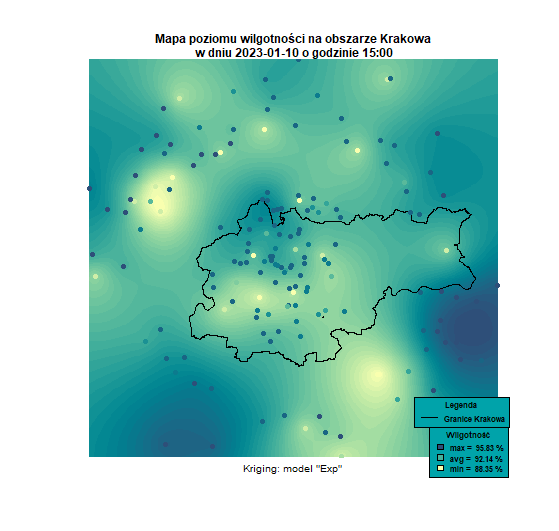 Mapa poziomu wilgotności na obszarze Krakowa
w dniu 2023-01-10 o godzinie 15:00
Legenda
Granice Krakowa
Wilgotność
max = 95.83 %
avg = 92.14 %
min = 88.35 %
Kriging: model "Exp"